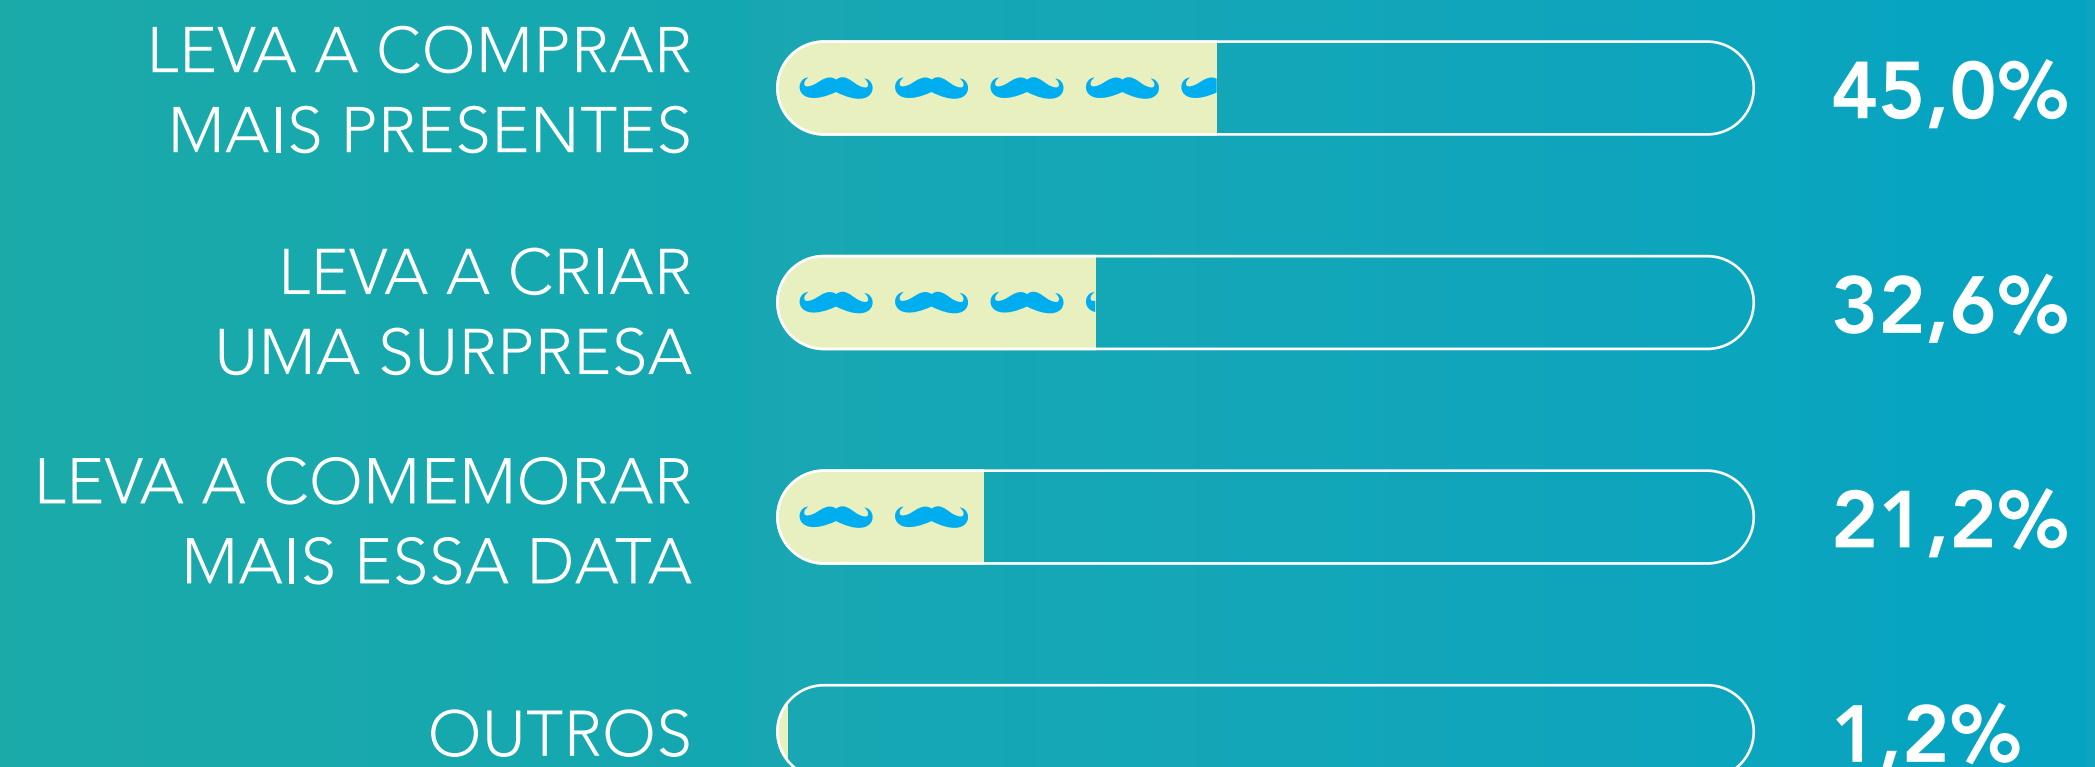 LEVA A COMPRAR
MAIS PRESENTES
45,0%
LEVA A CRIAR
UMA SURPRESA
32,6%
LEVA A COMEMORAR
MAIS ESSA DATA
21,2%
OUTROS
1,2%